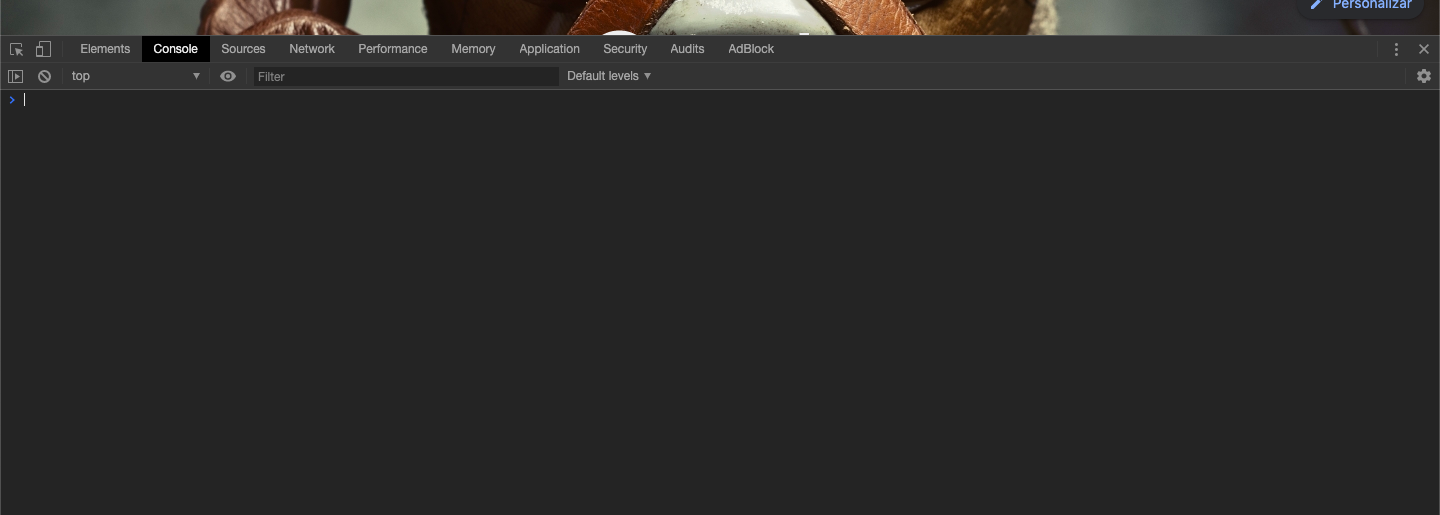 Personalizar
Elements Console Sources Network Performance Memory Application Security Audits AdBlock
top Filter Default levels